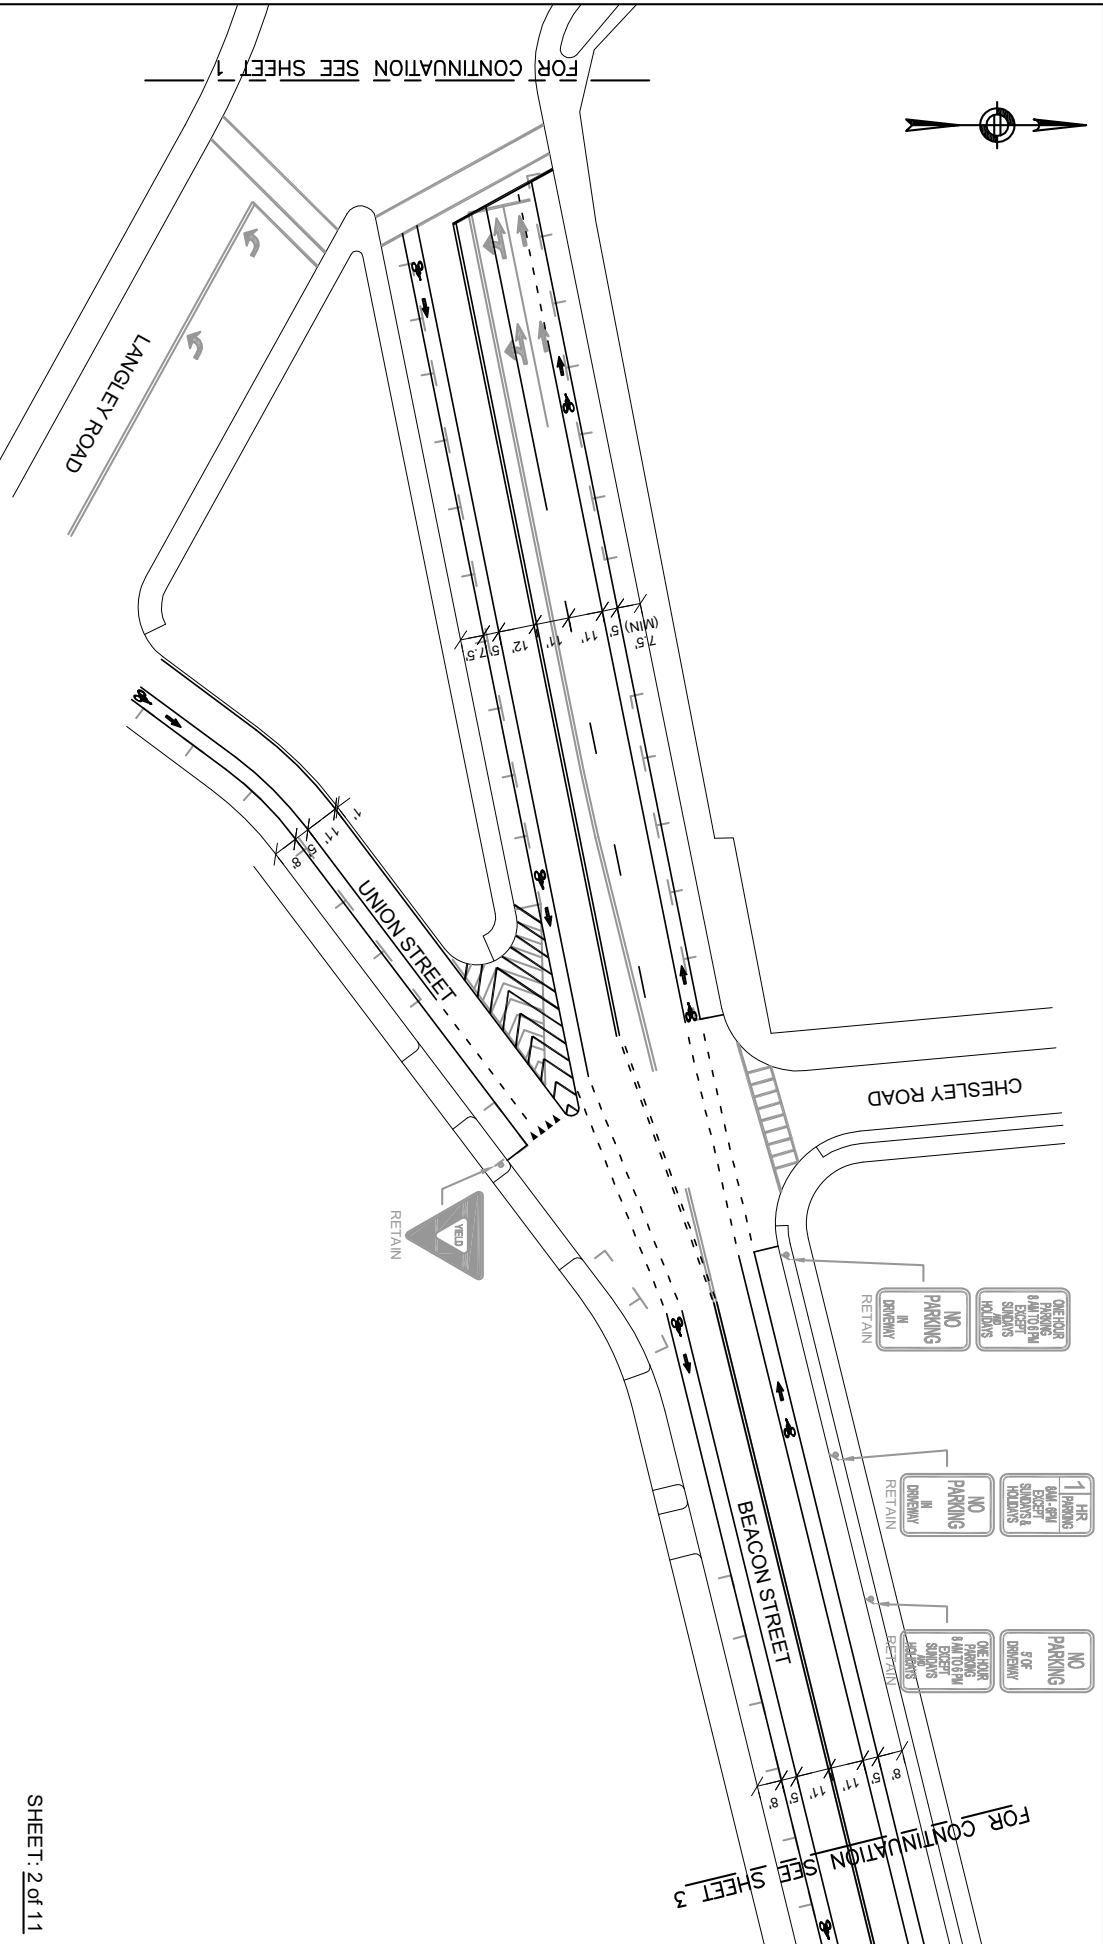 FOR CONTINUATION SEE SHEET 1
LANGLEY ROAD
7.5'
(MIN)
5'
11'
11'
12'
5'
7.5'
1'
11'
5'
8'
UNION STREET
CHESLEY ROAD
YIELD
RETAIN
ONE HOUR
PARKING
8 AM TO 6 PM
EXCEPT
SUNDAYS
AND
HOLIDAYS
NO
PARKING
IN
DRIVEWAY
RETAIN
1 HR
PARKING
8AM-6PM
EXCEPT
SUNDAYS &
HOLIDAYS
NO
PARKING
IN
DRIVEWAY
RETAIN
NO
PARKING
5' OF
DRIVEWAY
ONE HOUR
PARKING
8 AM TO 6 PM
EXCEPT
SUNDAYS
AND
HOLIDAYS
RETAIN
BEACON STREET
8'
5'
11'
11'
5'
8'
FOR CONTINUATION SEE SHEET 3
SHEET: 2 of 11